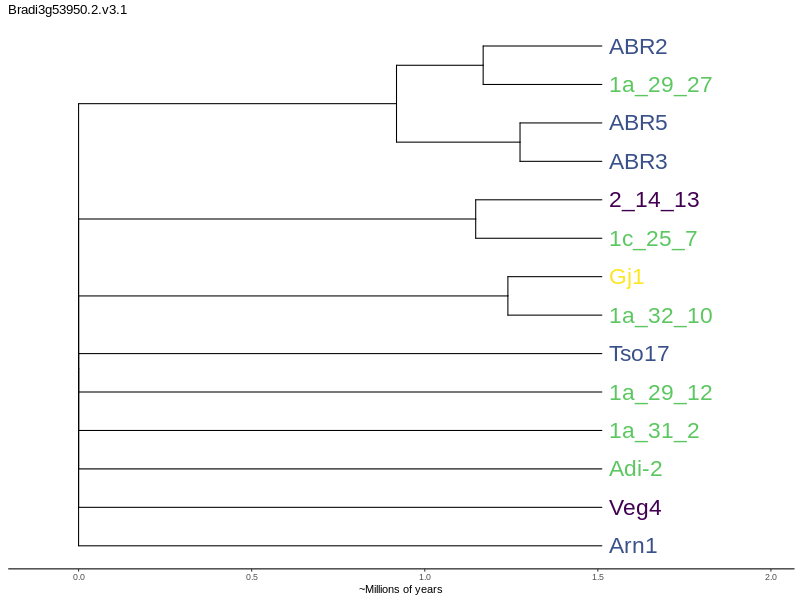 Bradi3g53950.2.v3.1
ABR2
1a_29_27
ABR5
ABR3
2_14_13
1c_25_7
Gj1
1a_32_10
Tso17
1a_29_12
1a_31_2
Adi-2
Veg4
Arn1
0.0 0.5 1.0 1.5 2.0
~Millions of years